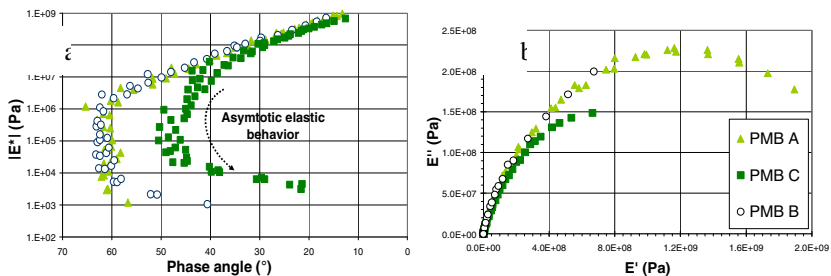 a
1.E+09
1.E+07
1.E+06
1.E+05
1.E+04
1.E+03
1.E+02
|E*| (Pa)
Asymtotic elastic
behavior
70 60 50 40 30 20 10 0
Phase angle (°)
b
2.5E+08
2.0E+08
1.5E+08
1.0E+08
5.0E+07
0.0E+00
E'' (Pa)
PMB A
PMB C
PMB B
0.0E+00 4.0E+08 8.0E+08 1.2E+09 1.6E+09 2.0E+09
E' (Pa)